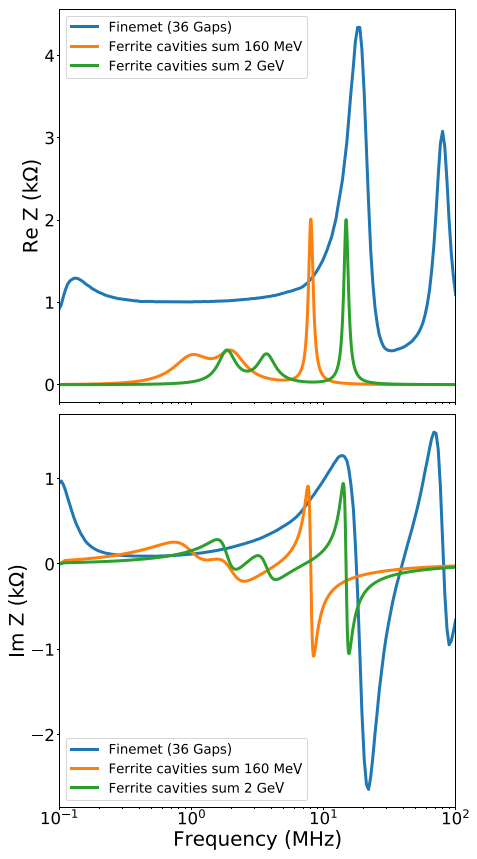 Finemet (36 Gaps)
Ferrite cavities sum 160 MeV
Ferrite cavities sum 2 GeV
Re Z (kΩ)
4
3
2
1
0
Finemet (36 Gaps)
Ferrite cavities sum 160 MeV
Ferrite cavities sum 2 GeV
Im Z (kΩ)
1
0
−1
−2
10⁻¹ 10⁰ 10¹ 10²
Frequency (MHz)